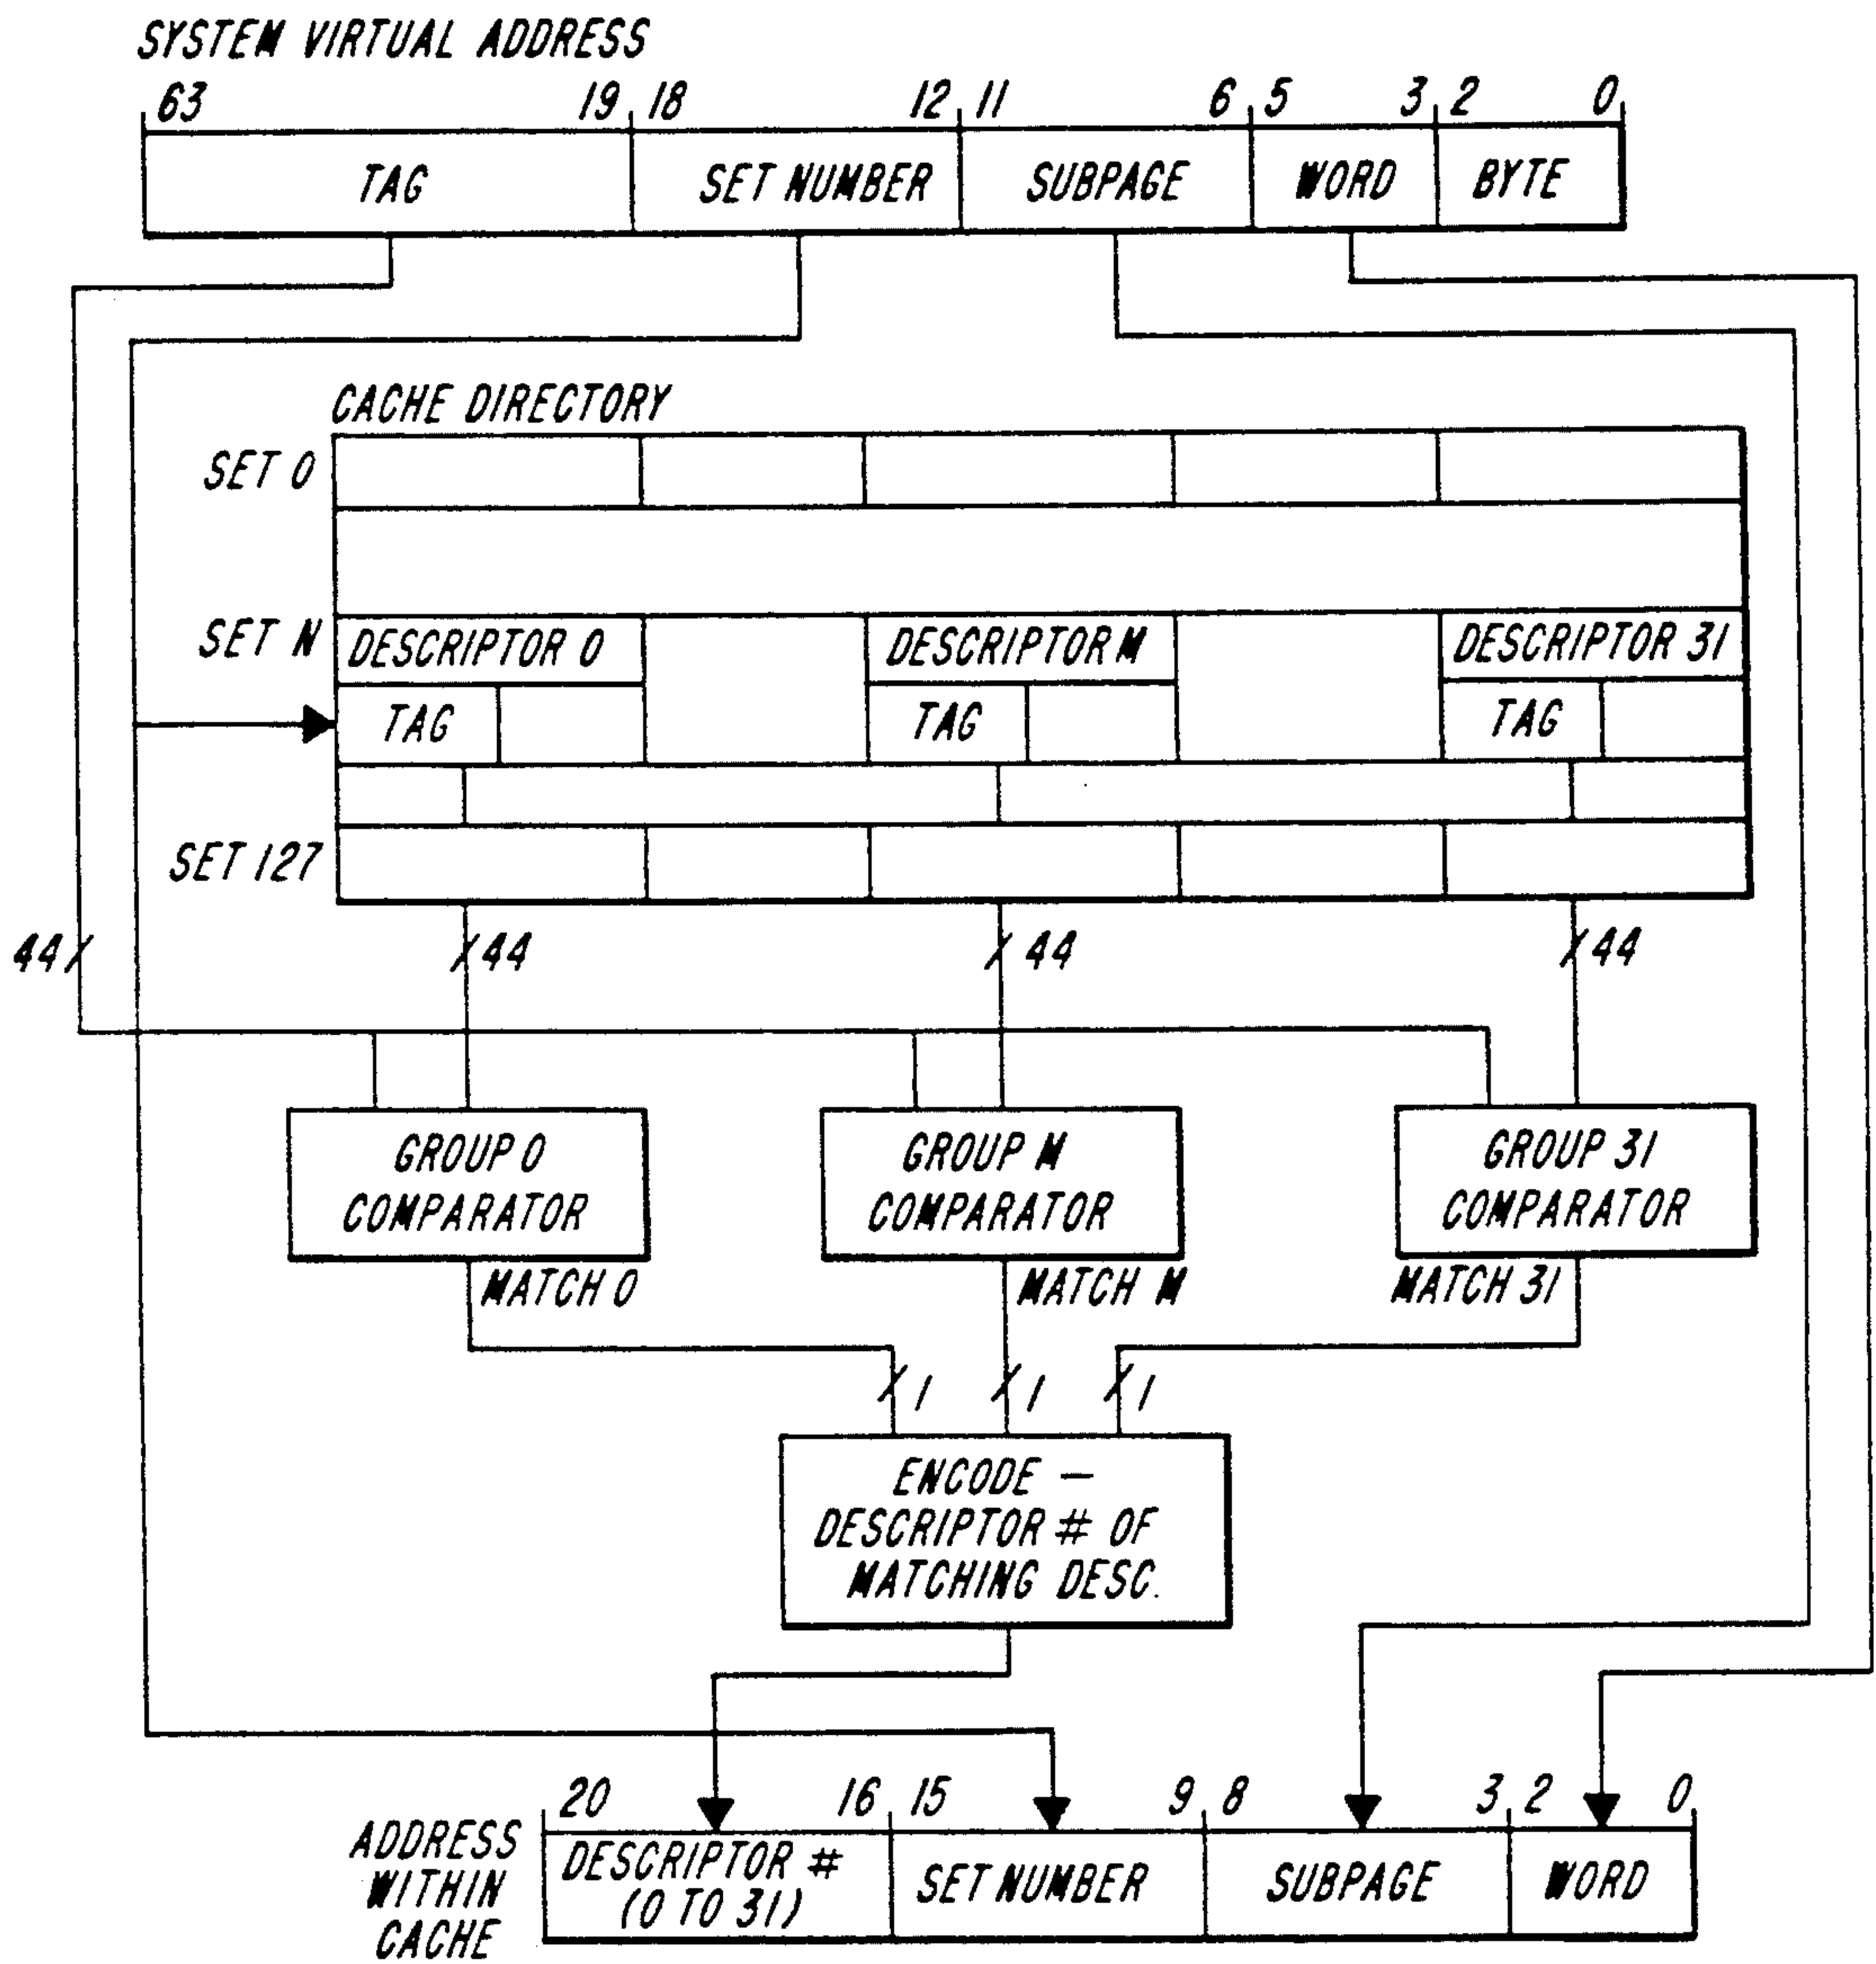 SYSTEM VIRTUAL ADDRESS
63 19 18 12 11 6 5 3 2 0
TAG SET NUMBER SUBPAGE WORD BYTE
CACHE DIRECTORY
SET 0
SET N DESCRIPTOR 0 DESCRIPTOR M DESCRIPTOR 31
TAG TAG TAG
SET 127
44 44 44 44
GROUP 0 COMPARATOR
GROUP M COMPARATOR
GROUP 31 COMPARATOR
MATCH 0 MATCH M MATCH 31
1 1 1
ENCODE —
DESCRIPTOR # OF
MATCHING DESC.
20 16 15 9 8 3 2 0
ADDRESS
WITHIN
CACHE
DESCRIPTOR #
(0 TO 31)
SET NUMBER SUBPAGE WORD